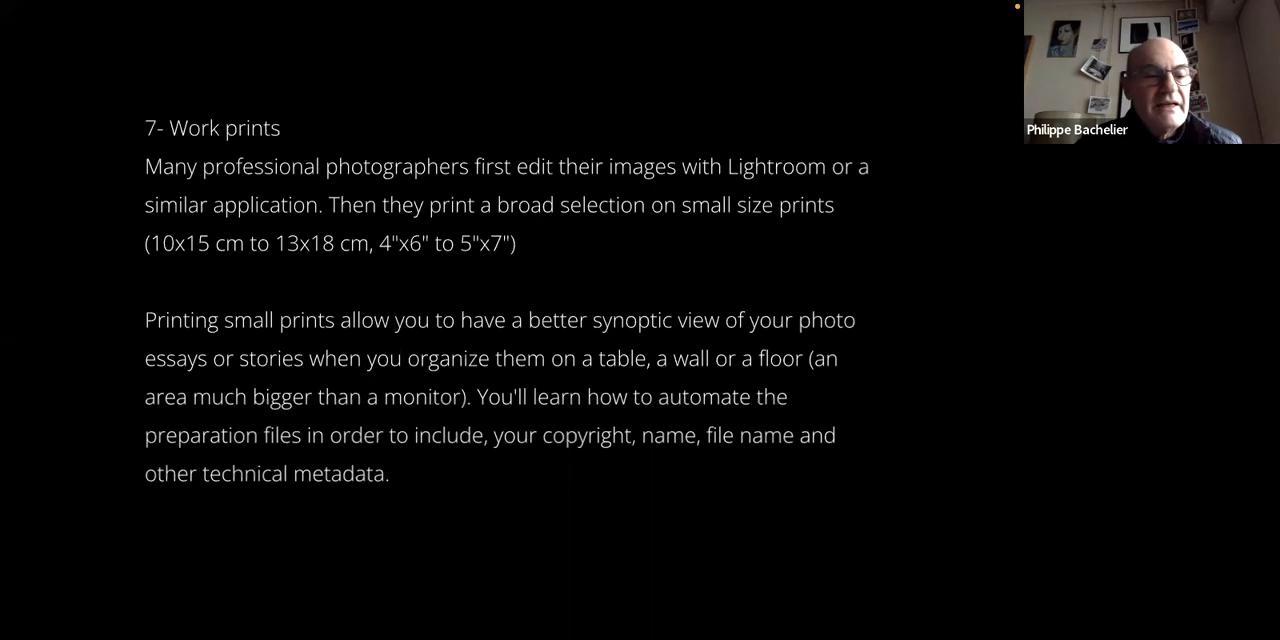 7- Work prints
Many professional photographers first edit their images with Lightroom or a
similar application. Then they print a broad selection on small size prints
(10x15 cm to 13x18 cm, 4"x6" to 5"x7")
Printing small prints allow you to have a better synoptic view of your photo
essays or stories when you organize them on a table, a wall or a floor (an
area much bigger than a monitor). You'll learn how to automate the
preparation files in order to include, your copyright, name, file name and
other technical metadata.
Philippe Bachelier